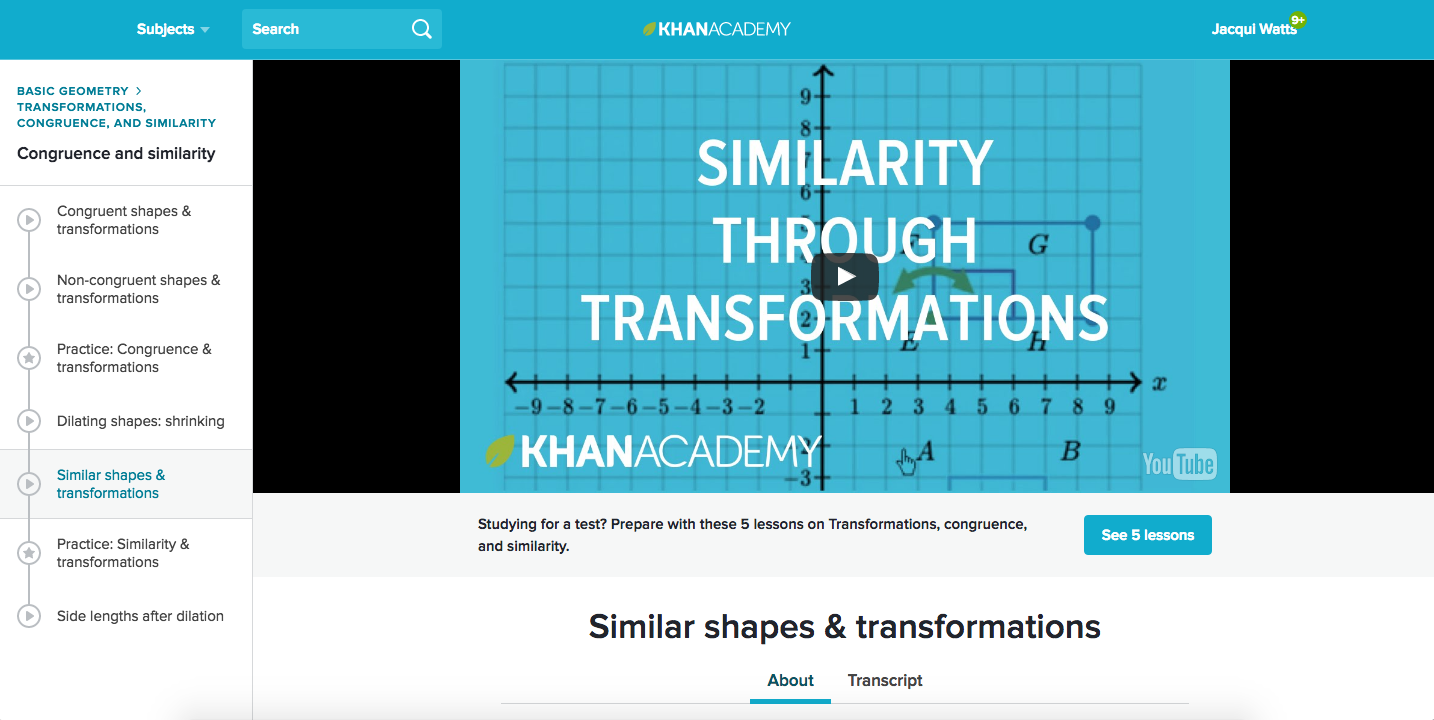 Subjects
Search
KHANACADEMY
Jacqui Watts
9+
BASIC GEOMETRY >
TRANSFORMATIONS,
CONGRUENCE, AND SIMILARITY
Congruence and similarity
Congruent shapes &
transformations
Non-congruent shapes &
transformations
Practice: Congruence &
transformations
Dilating shapes: shrinking
Similar shapes &
transformations
Practice: Similarity &
transformations
Side lengths after dilation
9
8
SIMILARITY
6
THROUGH
G
3
TRANSFORMATIONS
2
E
H
1
x
−9 −8 −7 −6 −5 −4 −3 −2 1 2 3 4 5 6 7 8 9
KHANACADEMY
A
B
YouTube
−3
Studying for a test? Prepare with these 5 lessons on Transformations, congruence,
and similarity.
See 5 lessons
Similar shapes & transformations
About
Transcript